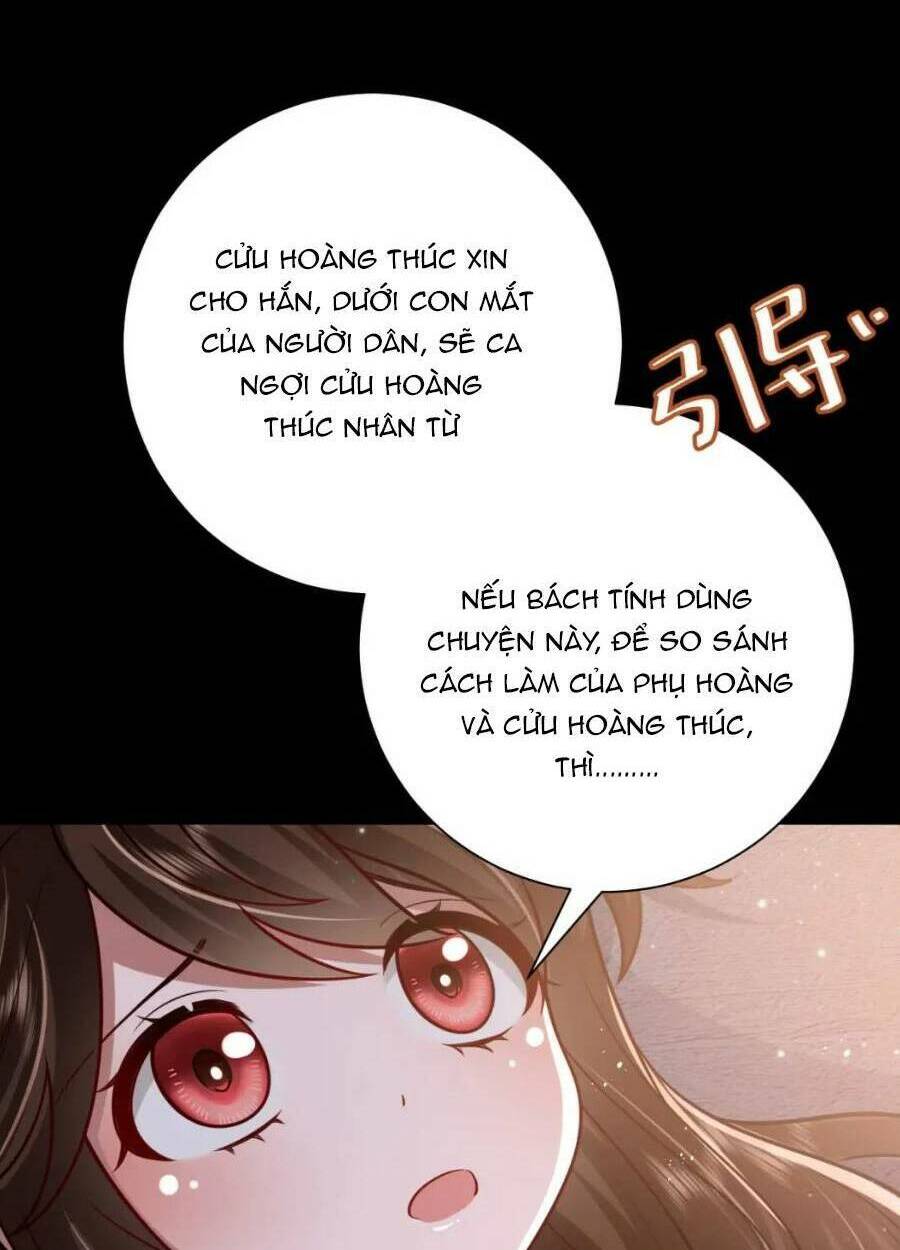 CỬU HOÀNG THÚC XIN
CHO HẮN, DƯỚI CON MẮT
CỦA NGƯỜI DÂN, SẼ CA
NGỢI CỬU HOÀNG
THÚC NHÂN TỪ
引导
NẾU BÁCH TÍNH DÙNG
CHUYỆN NÀY, ĐỂ SO SÁNH
CÁCH LÀM CỦA PHỤ HOÀNG
VÀ CỬU HOÀNG THÚC,
THÌ.........